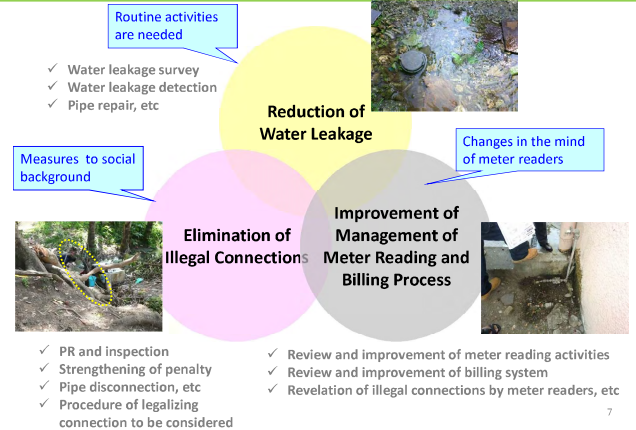 Routine activities
are needed
✓ Water leakage survey
✓ Water leakage detection
✓ Pipe repair, etc
Reduction of
Water Leakage
Changes in the mind
of meter readers
Measures to social
background
Elimination of
Illegal Connections
Improvement of
Management of
Meter Reading and
Billing Process
✓ PR and inspection
✓ Strengthening of penalty
✓ Pipe disconnection, etc
✓ Procedure of legalizing
connection to be considered
✓ Review and improvement of meter reading activities
✓ Review and improvement of billing system
✓ Revelation of illegal connections by meter readers, etc
7